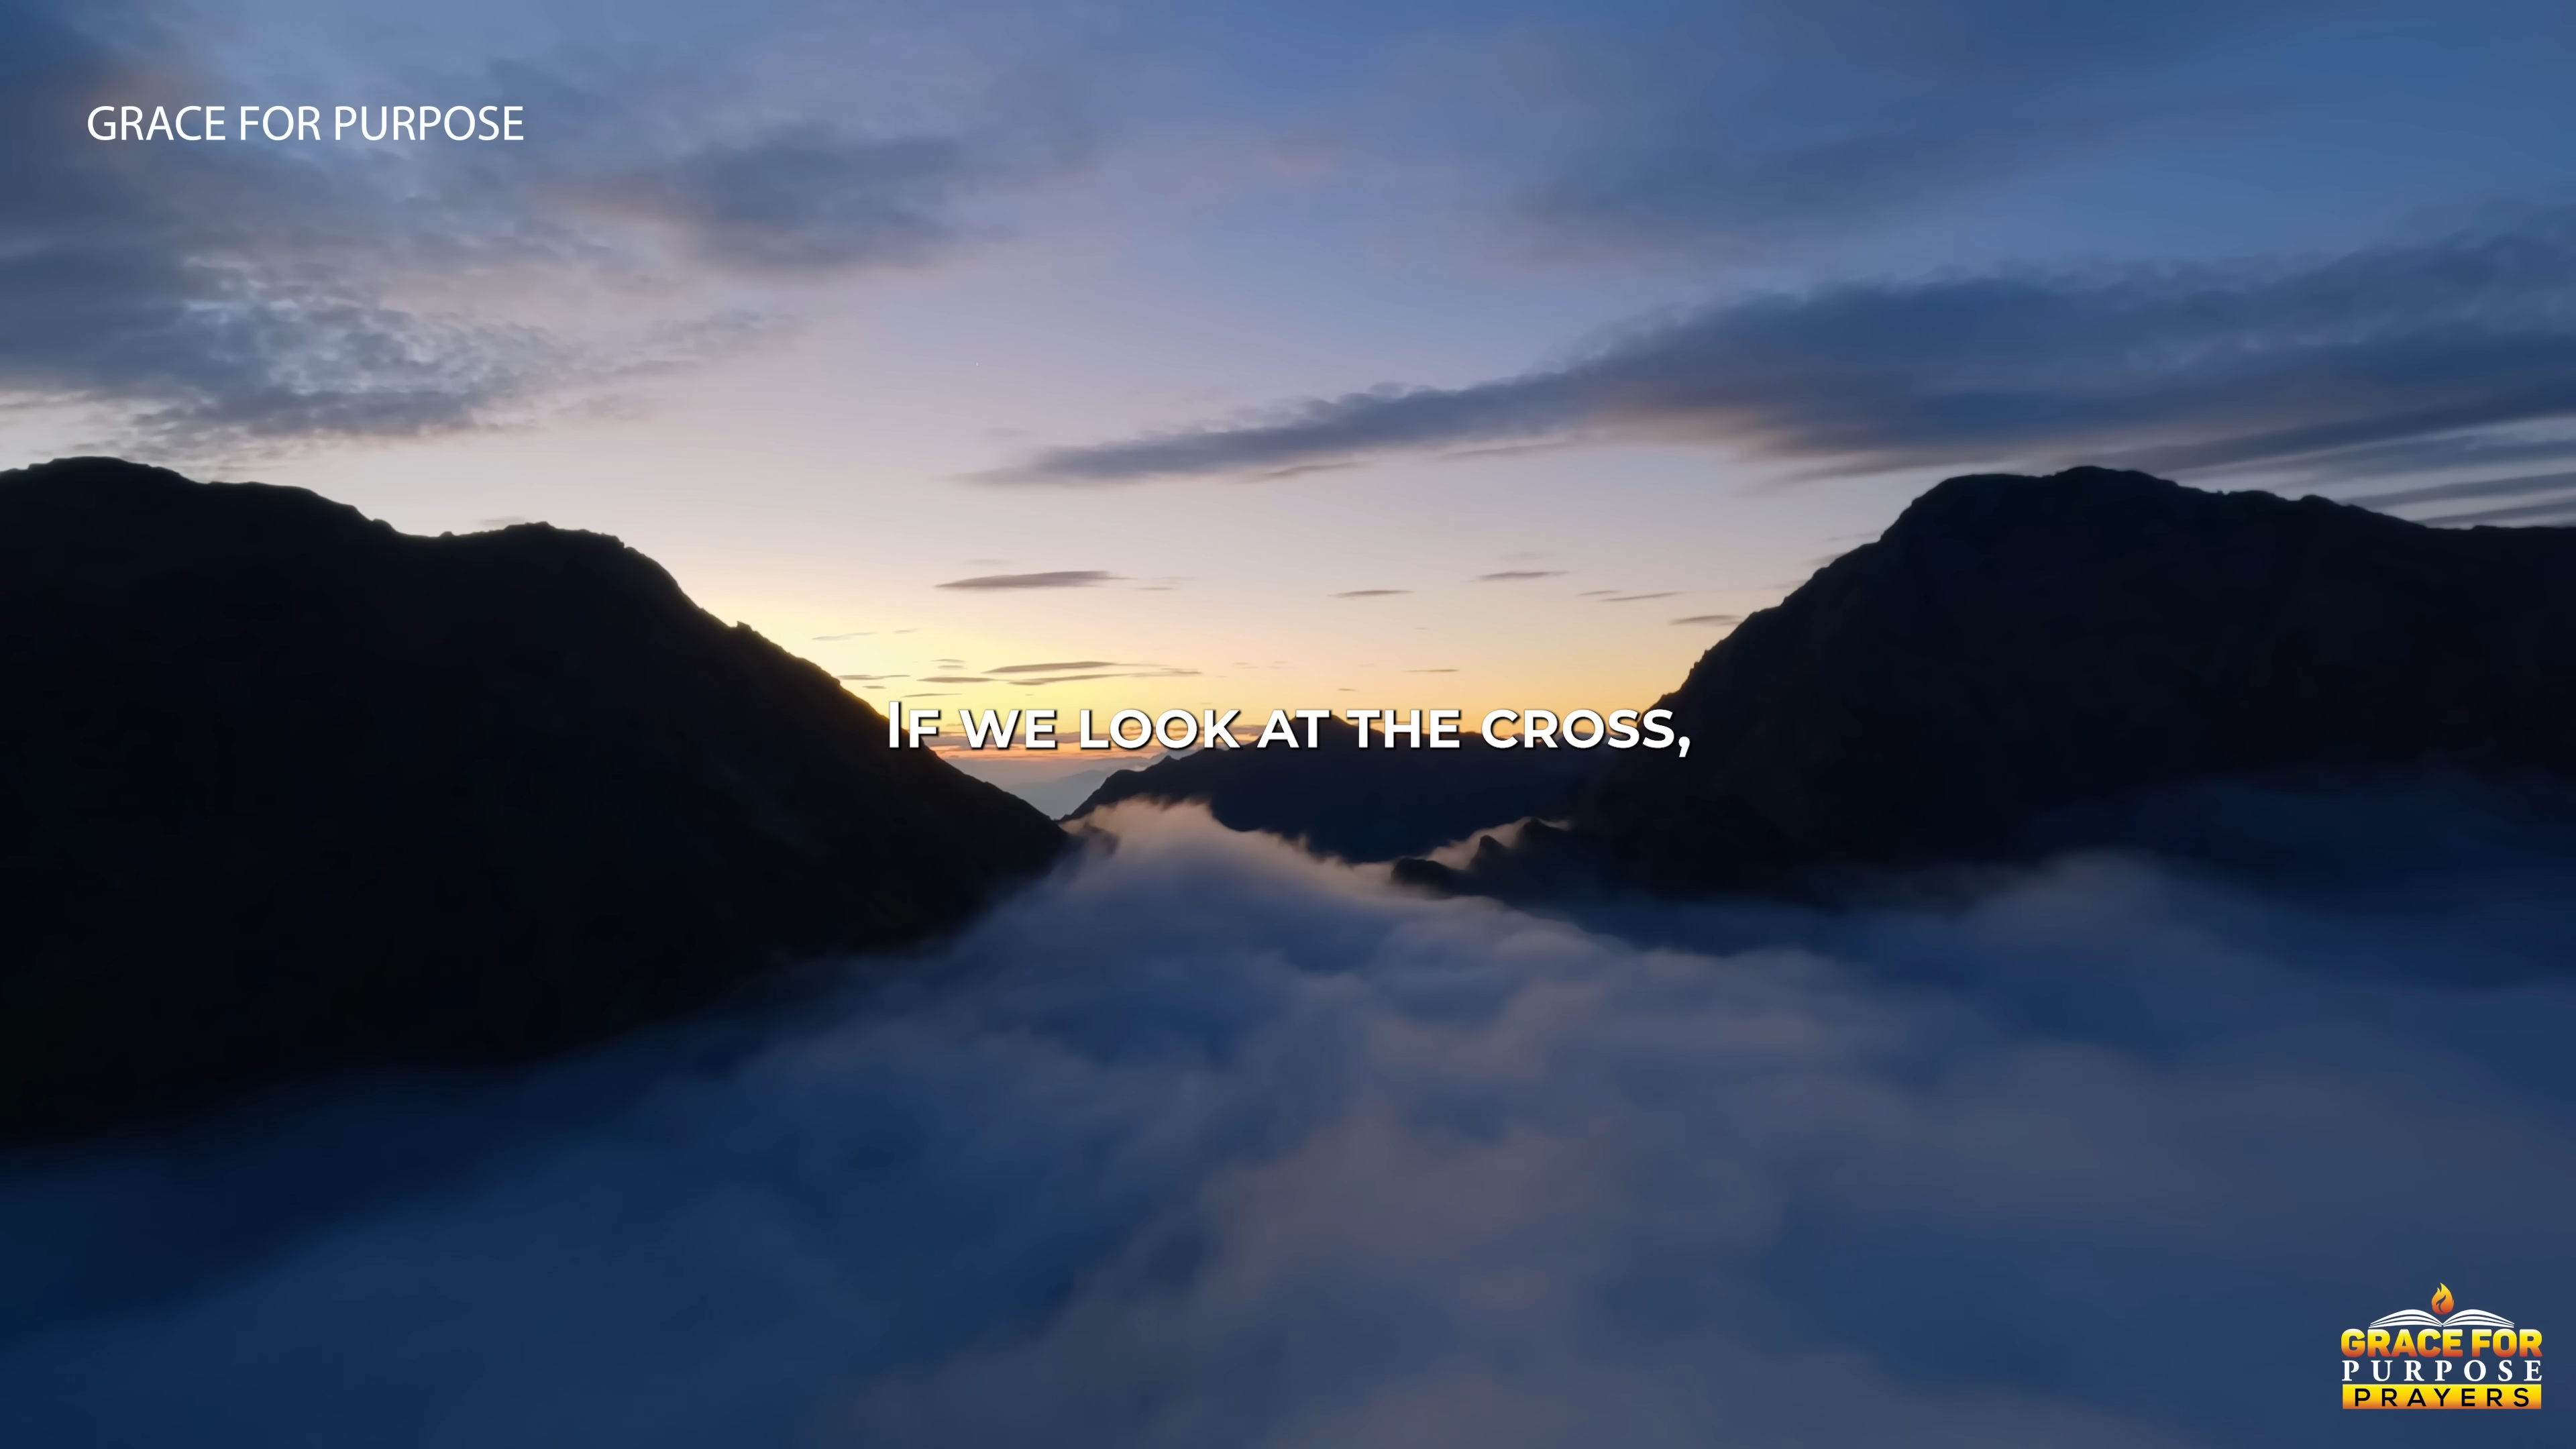 GRACE FOR PURPOSE
IF WE LOOK AT THE CROSS,
GRACE FOR
PURPOSE
PRAYERS